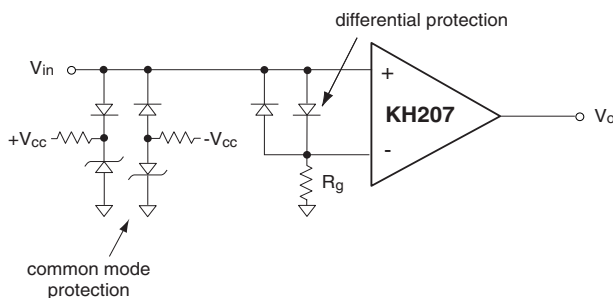 differential protection
Vin
+
KH207
Vo
+Vcc
-Vcc
-
Rg
common mode
protection